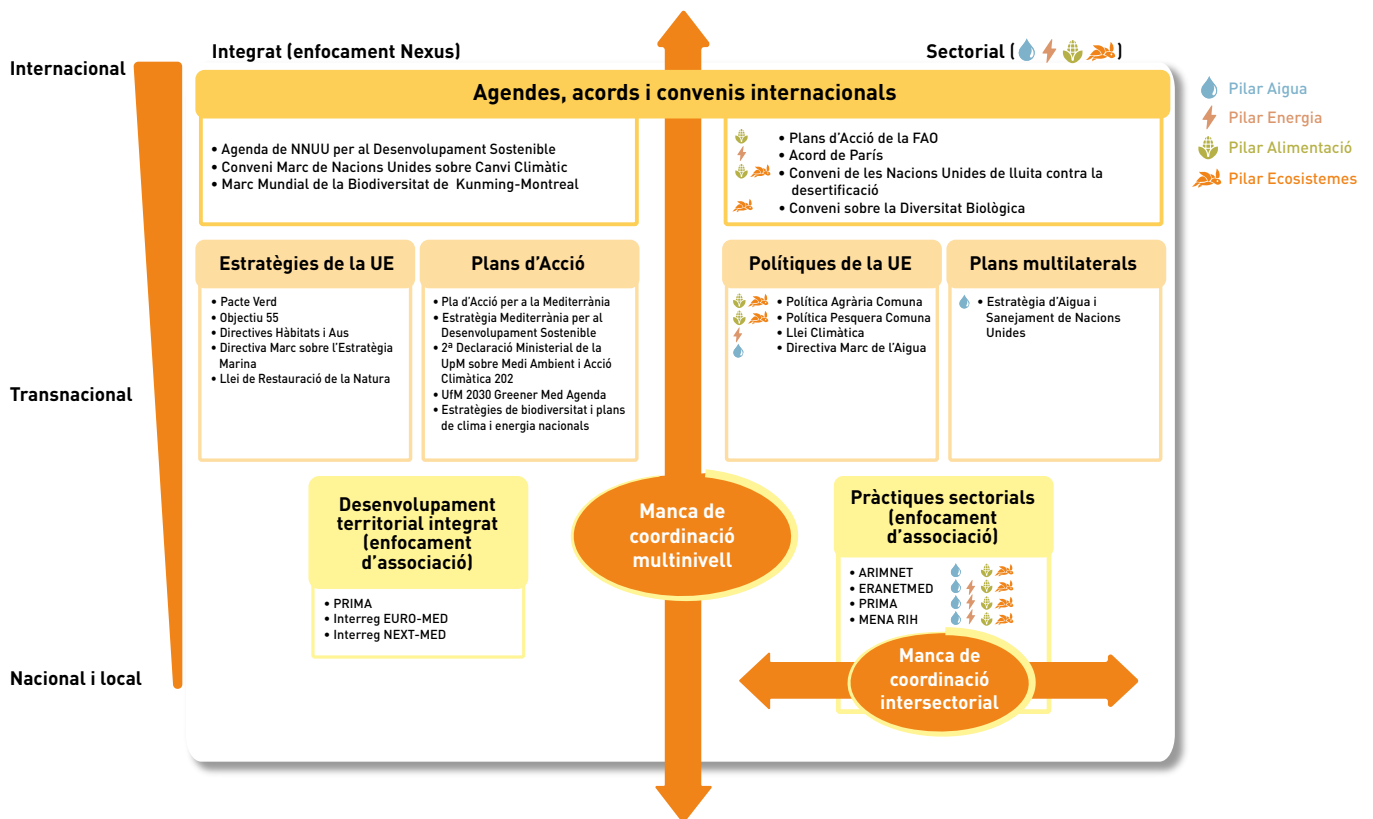 Integrat (enfocament Nexus)
Sectorial ( )
Internacional
Transnacional
Nacional i local
Agendes, acords i convenis internacionals
• Agenda de NNUU per al Desenvolupament Sostenible
• Conveni Marc de Nacions Unides sobre Canvi Climàtic
• Marc Mundial de la Biodiversitat de Kunming-Montreal
• Plans d’Acció de la FAO
• Acord de París
• Conveni de les Nacions Unides de lluita contra la
desertificació
• Conveni sobre la Diversitat Biològica
Pilar Aigua
Pilar Energia
Pilar Alimentació
Pilar Ecosistemes
Estratègies de la UE
• Pacte Verd
• Objectiu 55
• Directives Hàbitats i Aus
• Directiva Marc sobre l’Estratègia
Marina
• Llei de Restauració de la Natura
Plans d’Acció
• Pla d’Acció per a la Mediterrània
• Estratègia Mediterrània per al
Desenvolupament Sostenible
• 2ª Declaració Ministerial de la
UpM sobre Medi Ambient i Acció
Climàtica 202
• UfM 2030 Greener Med Agenda
• Estratègies de biodiversitat i plans
de clima i energia nacionals
Polítiques de la UE
• Política Agrària Comuna
• Política Pesquera Comuna
• Llei Climàtica
• Directiva Marc de l’Aigua
Plans multilaterals
• Estratègia d’Aigua i
Sanejament de Nacions
Unides
Desenvolupament
territorial integrat
(enfocament
d’associació)
• PRIMA
• Interreg EURO-MED
• Interreg NEXT-MED
Manca de
coordinació
multinivell
Pràctiques sectorials
(enfocament
d’associació)
• ARIMNET
• ERANETMED
• PRIMA
• MENA RIH
Manca de
coordinació
intersectorial